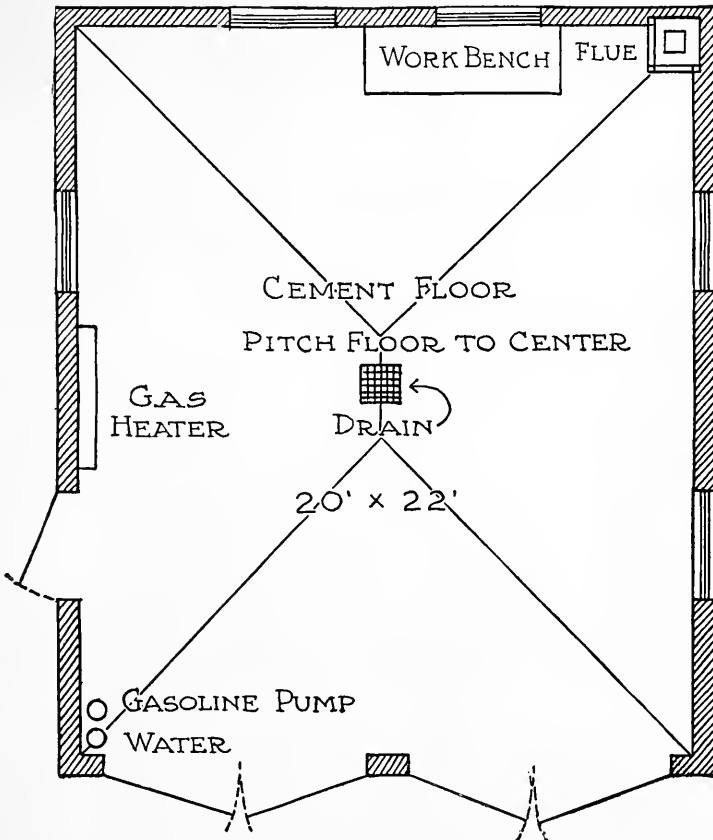 WORK BENCH
FLUE
CEMENT FLOOR
PITCH FLOOR TO CENTER
GAS
HEATER
DRAIN
20' x 22'
GASOLINE PUMP
WATER